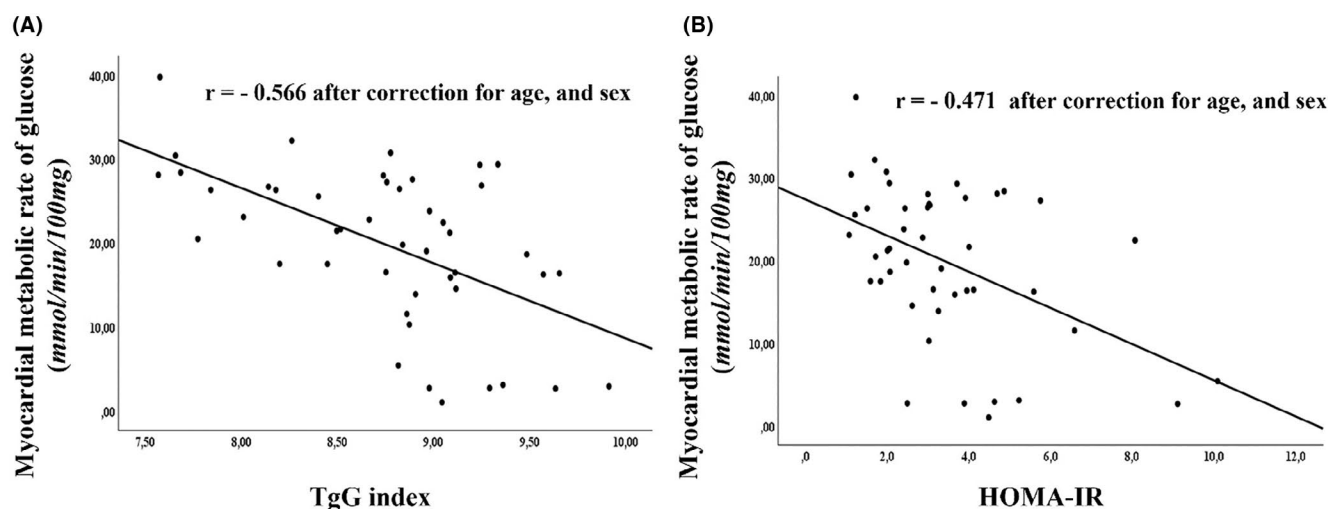 (A)
Myocardial metabolic rate of glucose
(mmol/min/100mg)
40,00
30,00
20,00
10,00
,00
r = - 0.566 after correction for age, and sex
7,50 8,00 8,50 9,00 9,50 10,00
TgG index
(B)
Myocardial metabolic rate of glucose
(mmol/min/100mg)
40,00
30,00
20,00
10,00
,00
r = - 0.471 after correction for age, and sex
,0 2,0 4,0 6,0 8,0 10,0 12,0
HOMA-IR